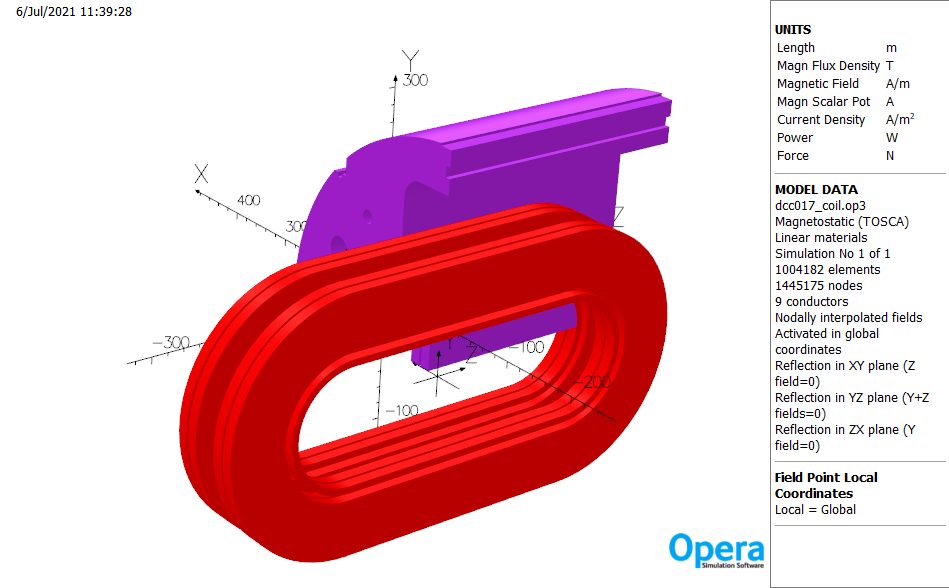 6/Jul/2021 11:39:28
Y
300
X
400
300
Z
-300
Y
Z
-100
-200
-100
Opera
Simulation Software
UNITS
Length m
Magn Flux Density T
Magnetic Field A/m
Magn Scalar Pot A
Current Density A/m²
Power W
Force N
MODEL DATA
dcc017_coil.op3
Magnetostatic (TOSCA)
Linear materials
Simulation No 1 of 1
1004182 elements
1445175 nodes
9 conductors
Nodally interpolated fields
Activated in global
coordinates
Reflection in XY plane (Z
field=0)
Reflection in YZ plane (Y+Z
fields=0)
Reflection in ZX plane (Y
field=0)
Field Point Local
Coordinates
Local = Global